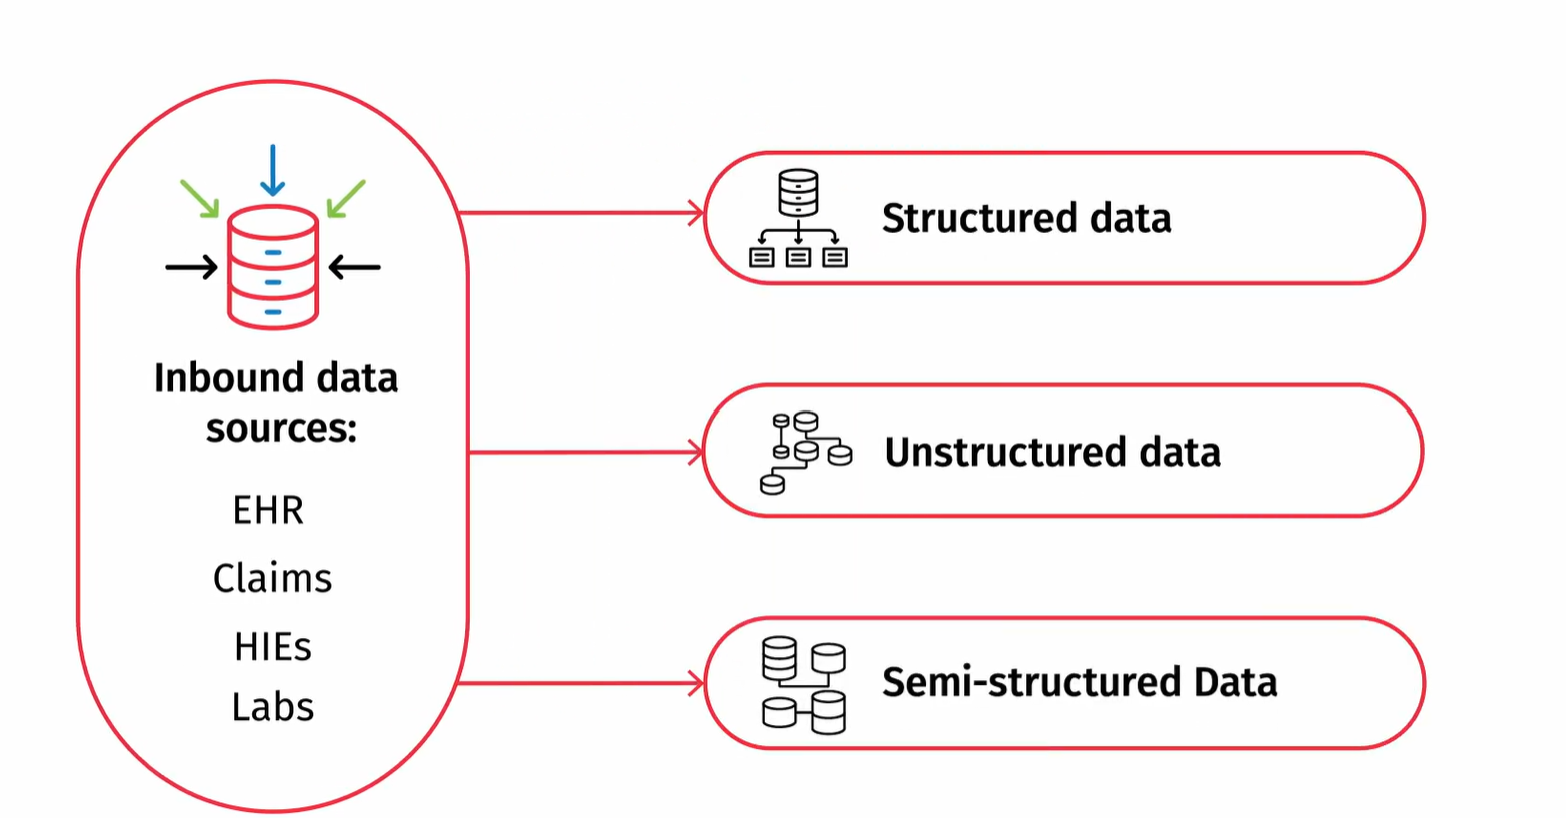 Inbound data
sources:
EHR
Claims
HIEs
Labs
Structured data
Unstructured data
Semi-structured Data